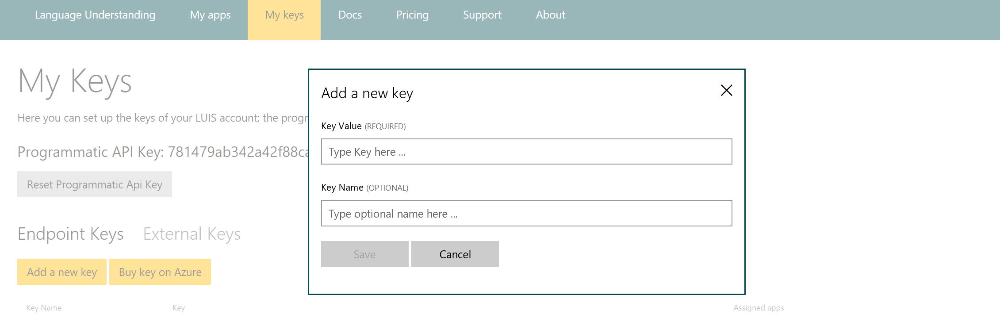 Language Understanding My apps My keys Docs Pricing Support About
My Keys
Here you can set up the keys of your LUIS account; the progr
Programmatic API Key: 781479ab342a42f88ca
Reset Programmatic Api Key
Endpoint Keys External Keys
Add a new key Buy key on Azure
Key Name Key Assigned apps
Add a new key
Key Value (REQUIRED)
Type Key here ...
Key Name (OPTIONAL)
Type optional name here ...
Save Cancel